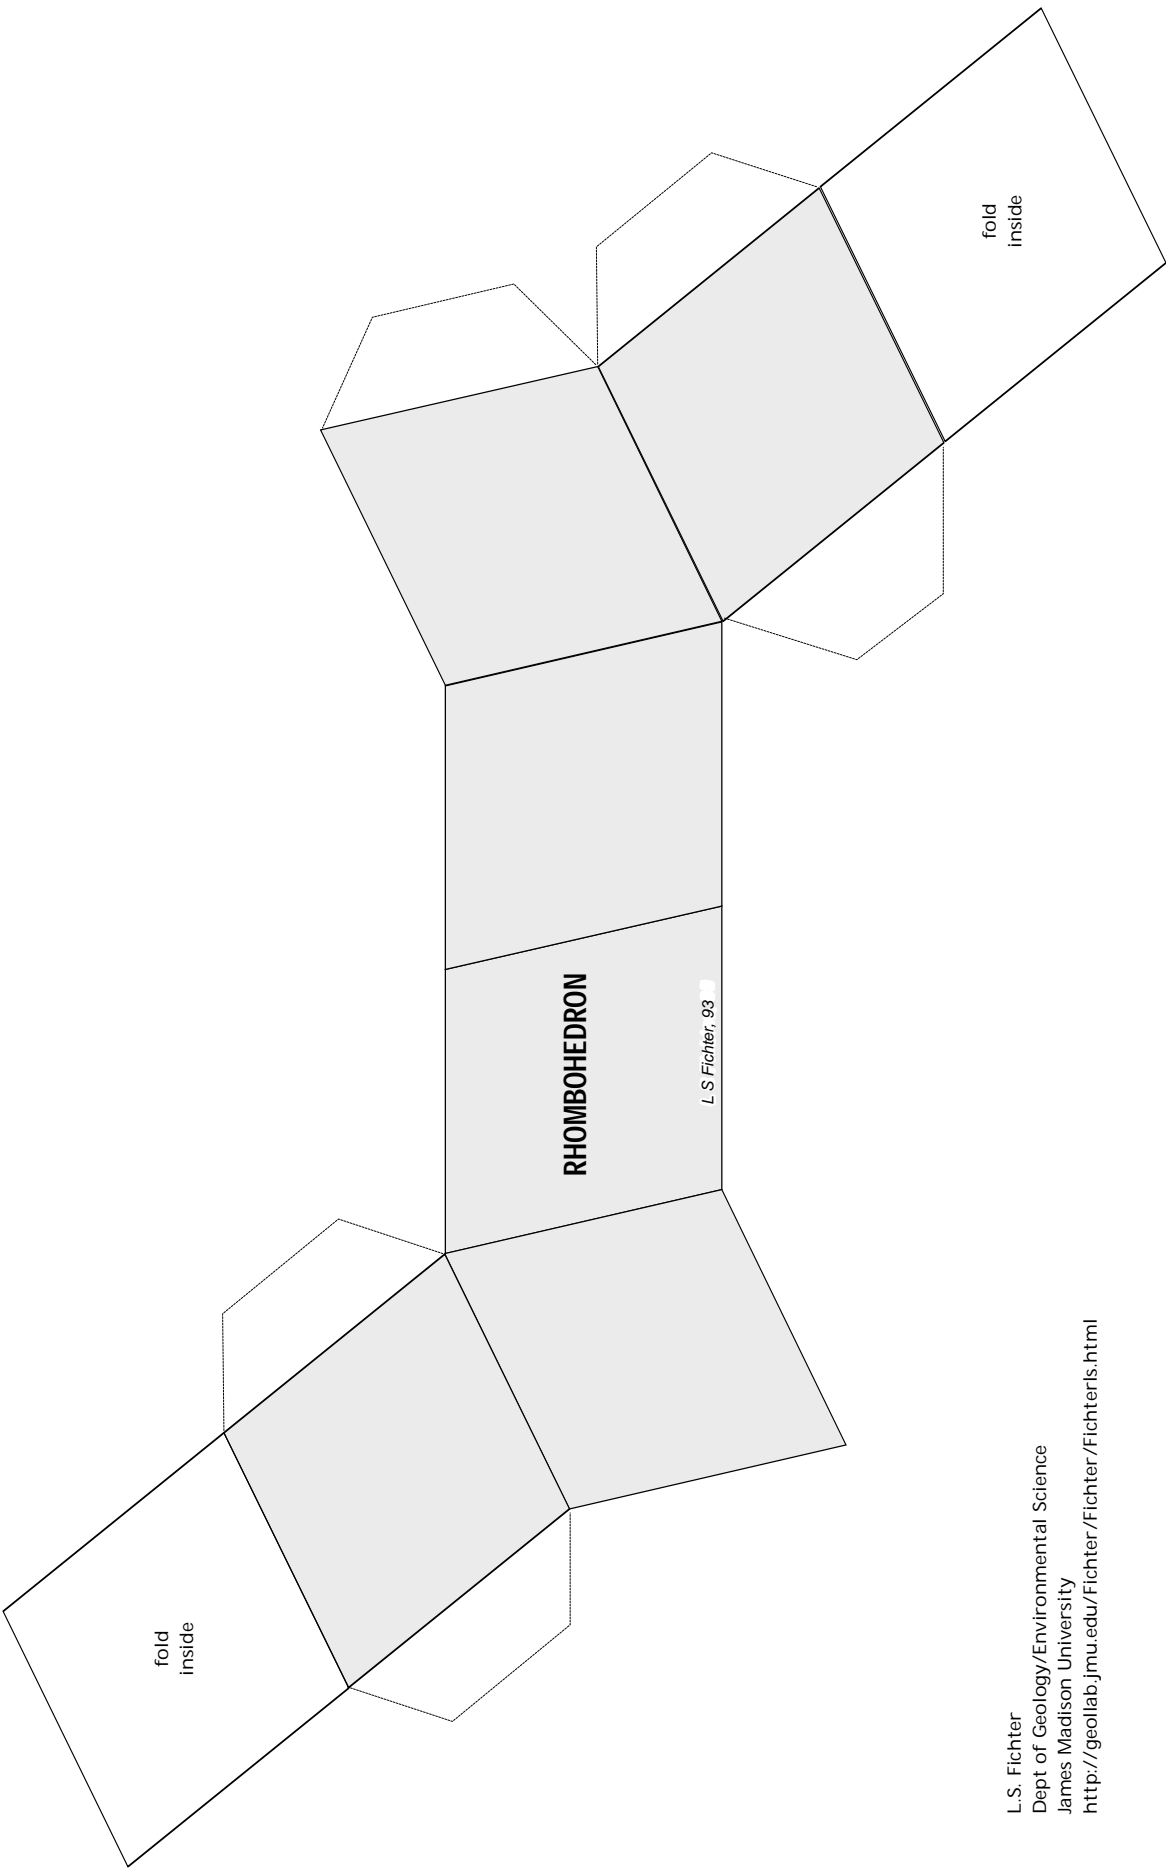 fold
inside
RHOMBOHEDRON
L S Fichter, 93
fold
inside
L.S. Fichter
Dept of Geology/Environmental Science
James Madison University
http://geollab.jmu.edu/Fichter/Fichter/Fichterls.html